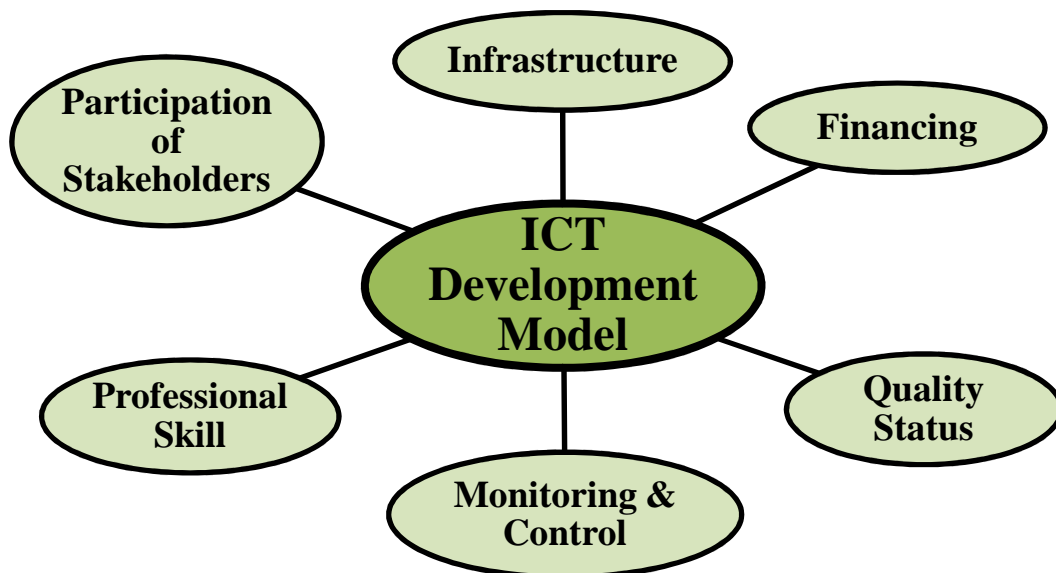 Infrastructure
Participation
of
Stakeholders
Financing
ICT
Development
Model
Professional
Skill
Quality
Status
Monitoring &
Control